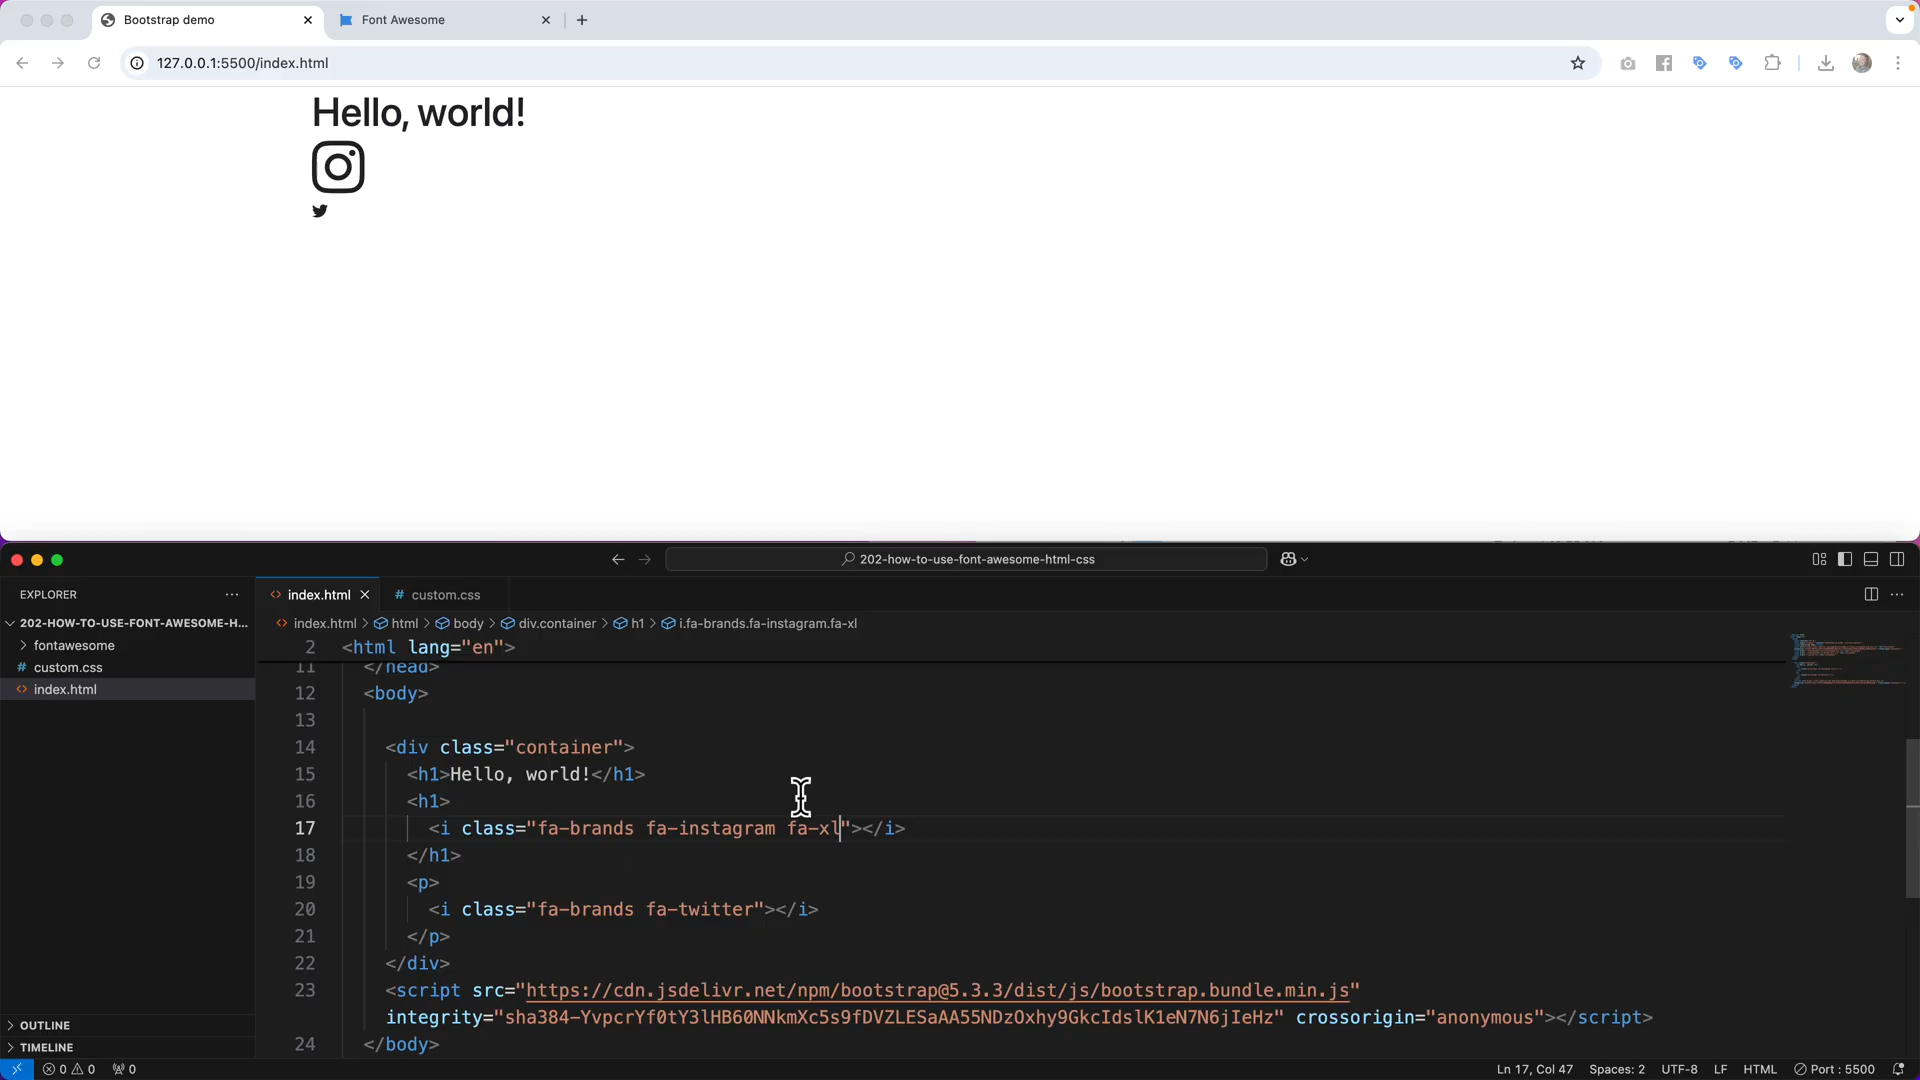 Bootstrap demo
Font Awesome
127.0.0.1:5500/index.html
Hello, world!
202-how-to-use-font-awesome-html-css
EXPLORER
index.html
custom.css
202-HOW-TO-USE-FONT-AWESOME-H...
fontawesome
custom.css
index.html
index.html > html > body > div.container > h1 > i.fa-brands.fa-instagram.fa-xl
2 <html lang="en">
11 </head>
12 <body>
13
14 <div class="container">
15 <h1>Hello, world!</h1>
16 <h1>
17 <i class="fa-brands fa-instagram fa-xl"></i>
18 </h1>
19 <p>
20 <i class="fa-brands fa-twitter"></i>
21 </p>
22 </div>
23 <script src="https://cdn.jsdelivr.net/npm/bootstrap@5.3.3/dist/js/bootstrap.bundle.min.js"
integrity="sha384-YvpcrYf0tY3lHB60NNkmXc5s9fDVZLESaAA55NDzOxhy9GkcIdslK1eN7N6jIeHz" crossorigin="anonymous"></script>
24 </body>
OUTLINE
TIMELINE
0 0 0
Ln 17, Col 47
Spaces: 2
UTF-8
LF
HTML
Port : 5500